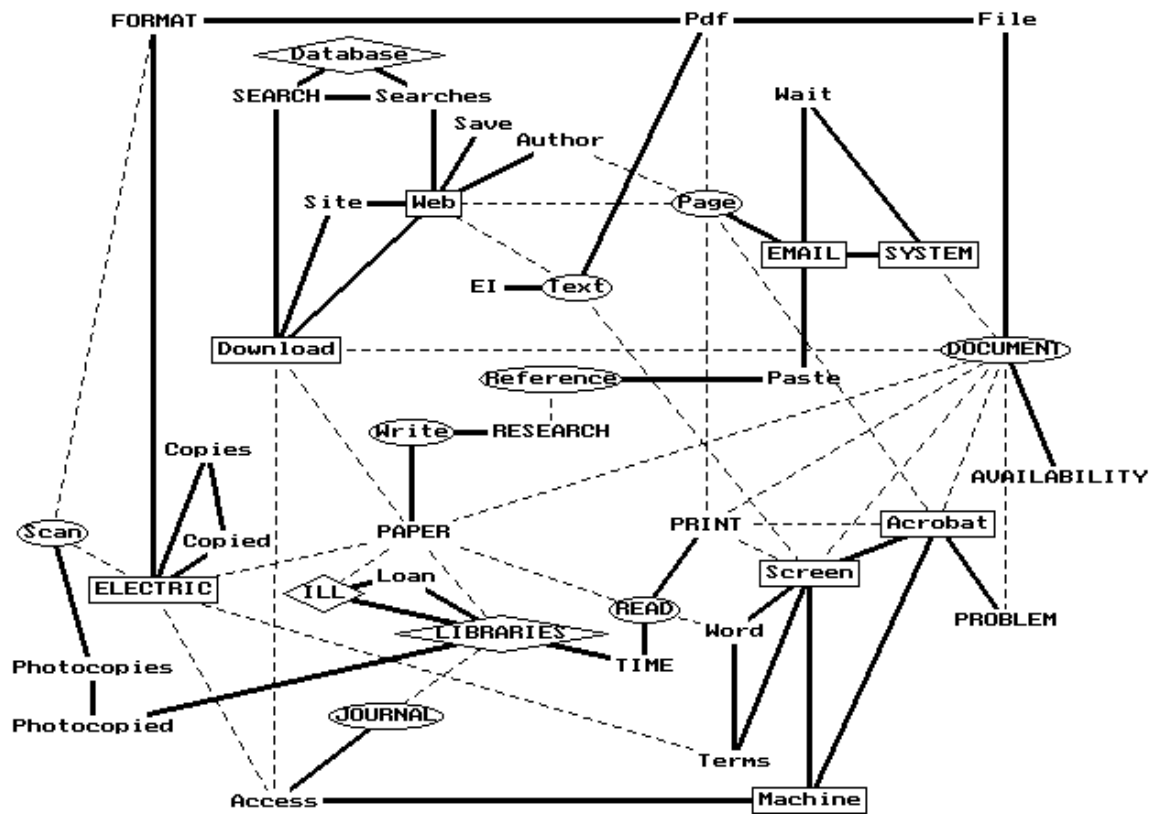 FORMAT Pdf File
Database
SEARCH Searches Wait
Save
Author
Site Web Page
EMAIL SYSTEM
EI Text
Download DOCUMENT
Reference Paste
Write RESEARCH
Copies
AVAILABILITY
Scan Copied PAPER PRINT Acrobat
ELECTRIC ILL Loan Screen
READ PROBLEM
LIBRARIES Word
Photocopies TIME
Photocopied JOURNAL
Terms
Access Machine